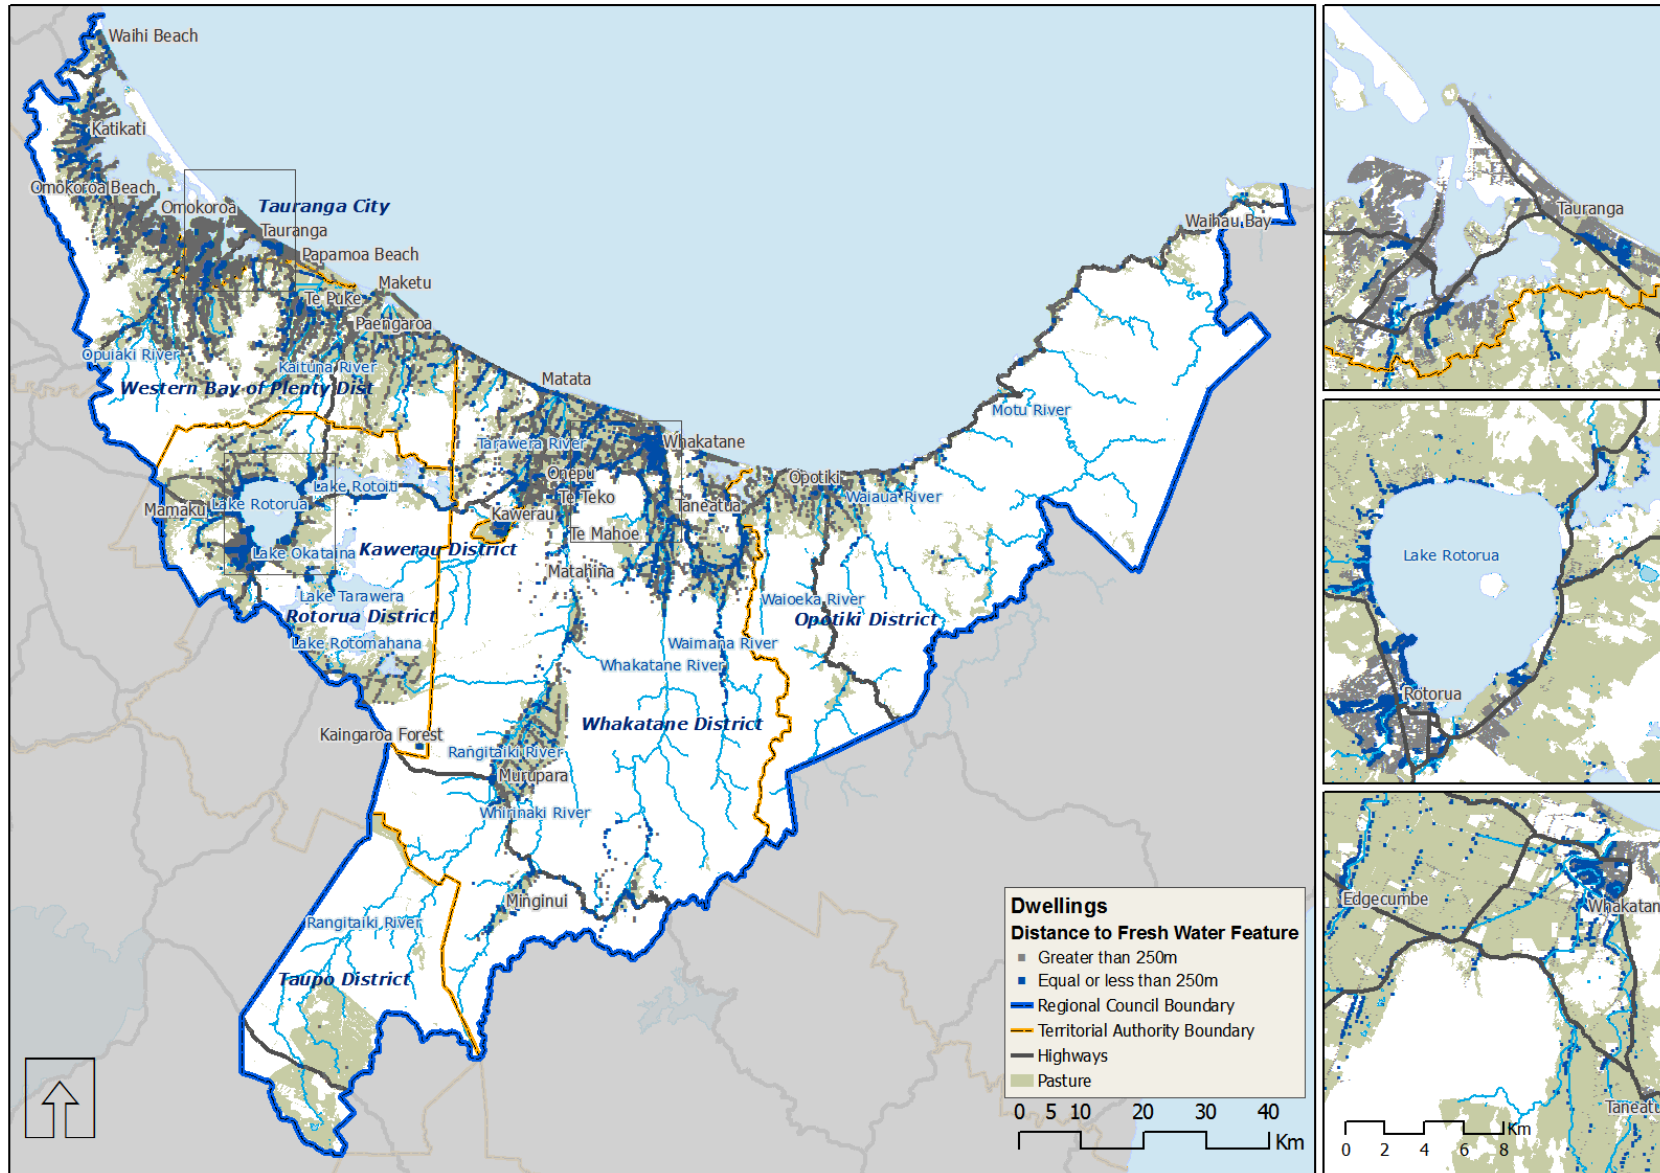 Waihi Beach
Katikati
Omokoroa Beach
Omokoroa
Tauranga City
Tauranga
Papamoa Beach
Maketu
Te Puke
Paengaroa
Opuiaki River
Kaituna River
Western Bay of Plenty Dist
Matata
Waihau Bay
Motu River
Tarawera River
Whakatane
Onepu
Opotiki
Lake Rotoiti
Mamaku
Lake Rotorua
Te Teko
Waiaua River
Kawerau
Taneatua
Te Mahoe
Lake Okataina
Kawerau District
Matahina
Lake Tarawera
Waioeka River
Rotorua District
Opotiki District
Lake Rotomahana
Waimana River
Whakatane River
Whakatane District
Kaingaroa Forest
Rangitaiki River
Murupara
Whirinaki River
Minginui
Rangitaiki River
Taupo District
Dwellings
Distance to Fresh Water Feature
Greater than 250m
Equal or less than 250m
Regional Council Boundary
Territorial Authority Boundary
Highways
Pasture
0 5 10 20 30 40
Km
Tauranga
Lake Rotorua
Rotorua
Edgecumbe
Whakatan
Taneatu
Km
0 2 4 6 8